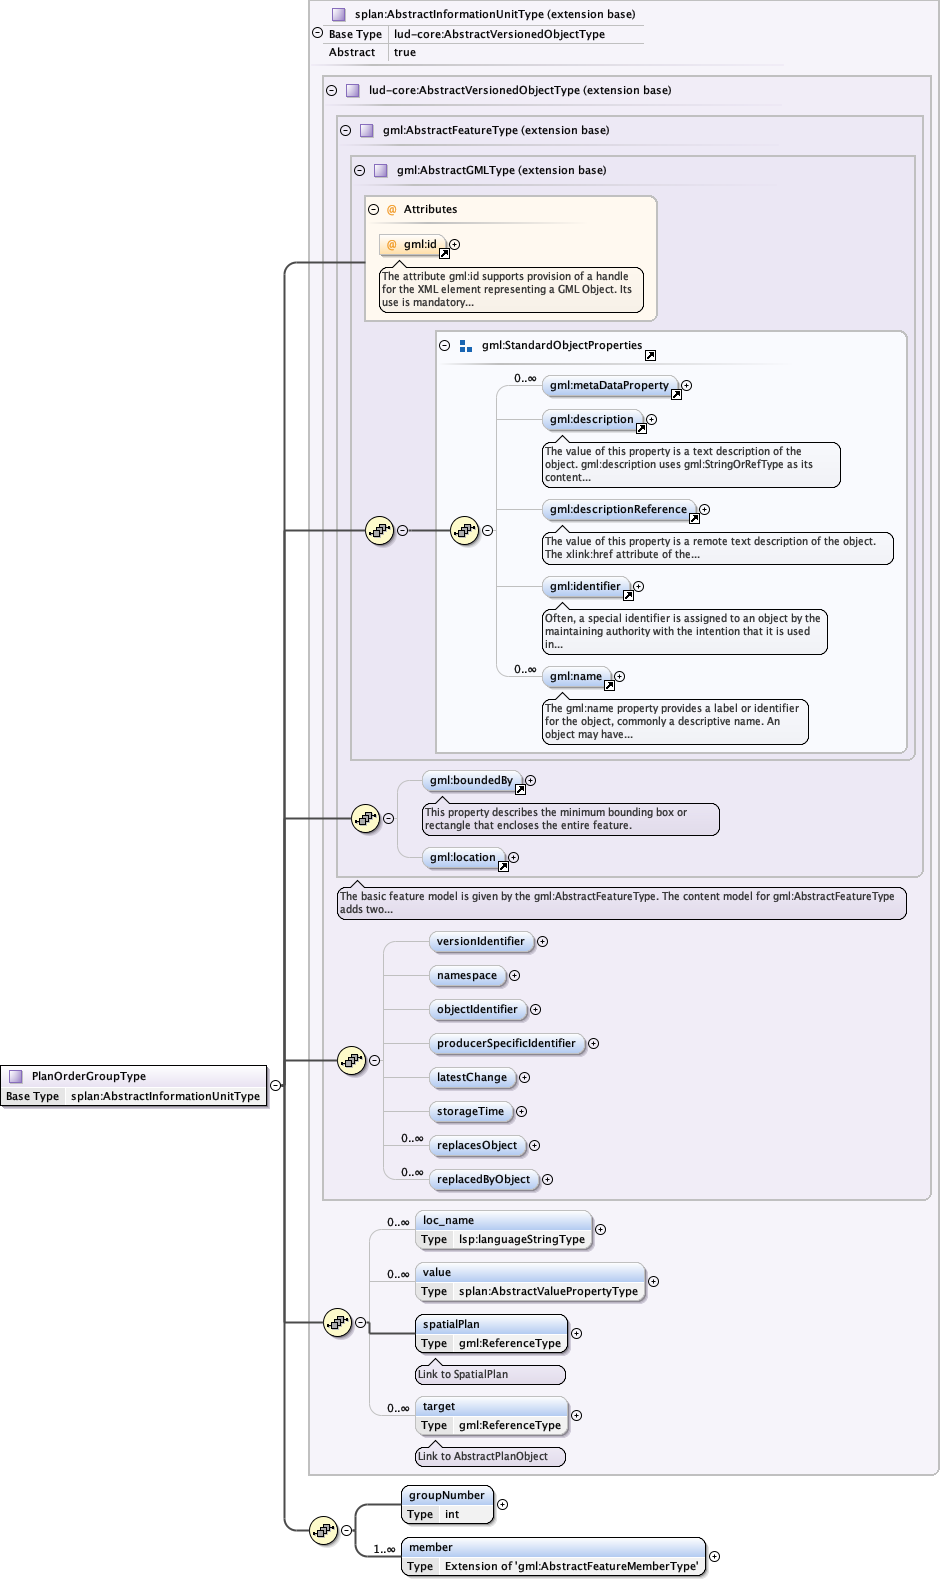 splan:AbstractInformationUnitType (extension base)
Base Type lud-core:AbstractVersionedObjectType
Abstract true
lud-core:AbstractVersionedObjectType (extension base)
gml:AbstractFeatureType (extension base)
gml:AbstractGMLType (extension base)
@ Attributes
@ gml:id
The attribute gml:id supports provision of a handle
for the XML element representing a GML Object. Its
use is mandatory...
gml:StandardObjectProperties
0..∞ gml:metaDataProperty
gml:description
The value of this property is a text description of the
object. gml:description uses gml:StringOrRefType as its
content...
gml:descriptionReference
The value of this property is a remote text description of the object.
The xlink:href attribute of the...
gml:identifier
Often, a special identifier is assigned to an object by the
maintaining authority with the intention that it is used
in...
0..∞ gml:name
The gml:name property provides a label or identifier
for the object, commonly a descriptive name. An
object may have...
gml:boundedBy
This property describes the minimum bounding box or
rectangle that encloses the entire feature.
gml:location
The basic feature model is given by the gml:AbstractFeatureType. The content model for gml:AbstractFeatureType
adds two...
versionIdentifier
namespace
objectIdentifier
producerSpecificIdentifier
latestChange
storageTime
0..∞ replacesObject
0..∞ replacedByObject
PlanOrderGroupType
Base Type splan:AbstractInformationUnitType
0..∞ loc_name
Type lsp:languageStringType
0..∞ value
Type splan:AbstractValuePropertyType
spatialPlan
Type gml:ReferenceType
Link to SpatialPlan
0..∞ target
Type gml:ReferenceType
Link to AbstractPlanObject
groupNumber
Type int
1..∞ member
Type Extension of 'gml:AbstractFeatureMemberType'